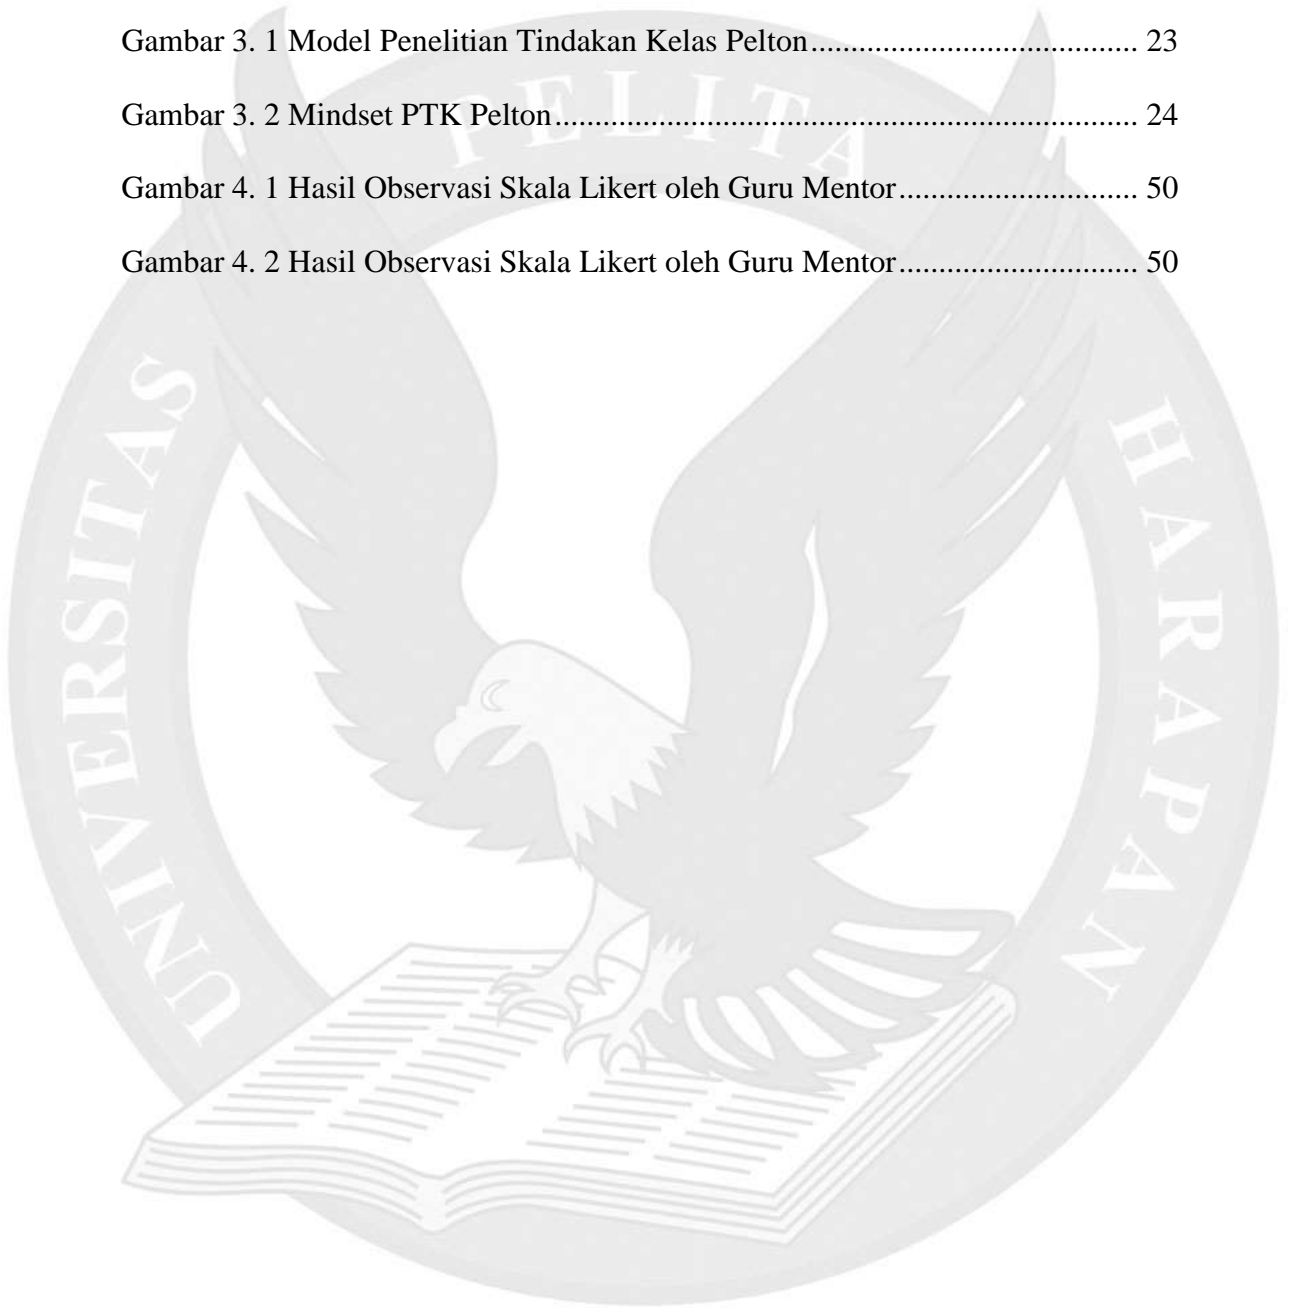 Gambar 3. 1 Model Penelitian Tindakan Kelas Pelton......................................... 23
Gambar 3. 2 Mindset PTK Pelton......................................................................... 24
Gambar 4. 1 Hasil Observasi Skala Likert oleh Guru Mentor.............................. 50
Gambar 4. 2 Hasil Observasi Skala Likert oleh Guru Mentor.............................. 50
UNIVERSITAS PELITA HARAPAN